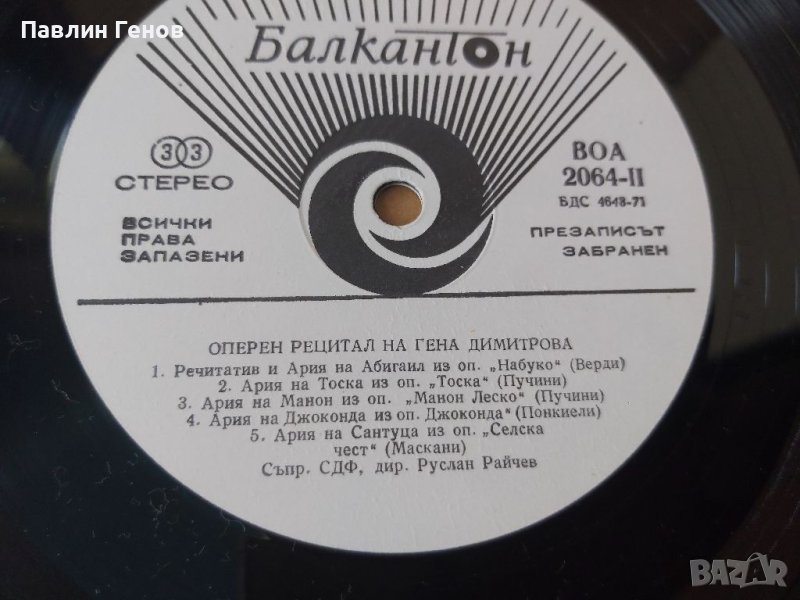 Павлин Генов
Балкантон
33
СТЕРЕО
ВСИЧКИ
ПРАВА
ЗАПАЗЕНИ
ВОА
2064-II
БДС 4648-71
ПРЕЗАПИСЪТ
ЗАБРАНЕН
ОПЕРЕН РЕЦИТАЛ НА ГЕНА ДИМИТРОВА
1. Речитатив и Ария на Абигаил из оп. „Набуко“ (Верди)
2. Ария на Тоска из оп. „Тоска“ (Пучини)
3. Ария на Манон из оп. „Манон Леско“ (Пучини)
4. Ария на Джоконда из оп. Джоконда“ (Понкиели)
5. Ария на Сантуца из оп. „Селска
чест“ (Маскани)
Съпр. СДФ, дир. Руслан Райчев
BAZAR